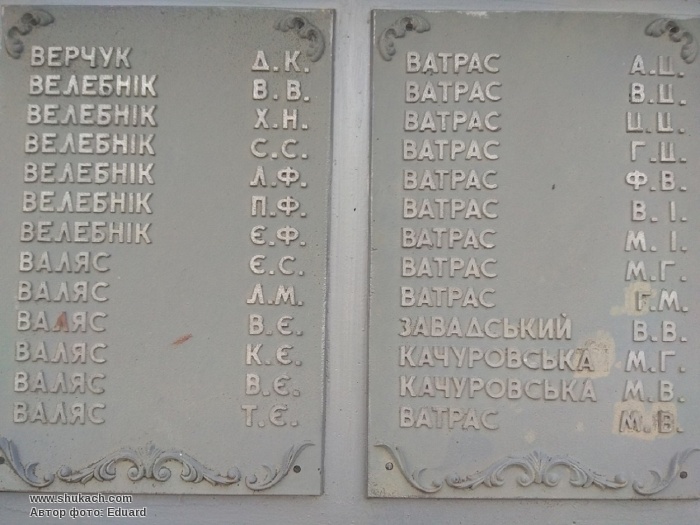 ВЕРЧУК Д.К.
ВЕЛЕБНІК В.В.
ВЕЛЕБНІК Х.Н.
ВЕЛЕБНІК С.С.
ВЕЛЕБНІК Л.Ф.
ВЕЛЕБНІК П.Ф.
ВЕЛЕБНІК Є.Ф.
ВАЛЯС Є.С.
ВАЛЯС Л.М.
ВАЛЯС В.Є.
ВАЛЯС К.Є.
ВАЛЯС В.Є.
ВАЛЯС Т.Є.
ВАТРАС А.Ц.
ВАТРАС В.Ц.
ВАТРАС Ц.Ц.
ВАТРАС Г.Ц.
ВАТРАС Ф.В.
ВАТРАС В.І.
ВАТРАС М.І.
ВАТРАС М.Г.
ВАТРАС Г.М.
ЗАВАДСЬКИЙ В.В.
КАЧУРОВСЬКА М.Г.
КАЧУРОВСЬКА М.В.
ВАТРАС М.В.
www.shukach.com
Автор фото: Eduard